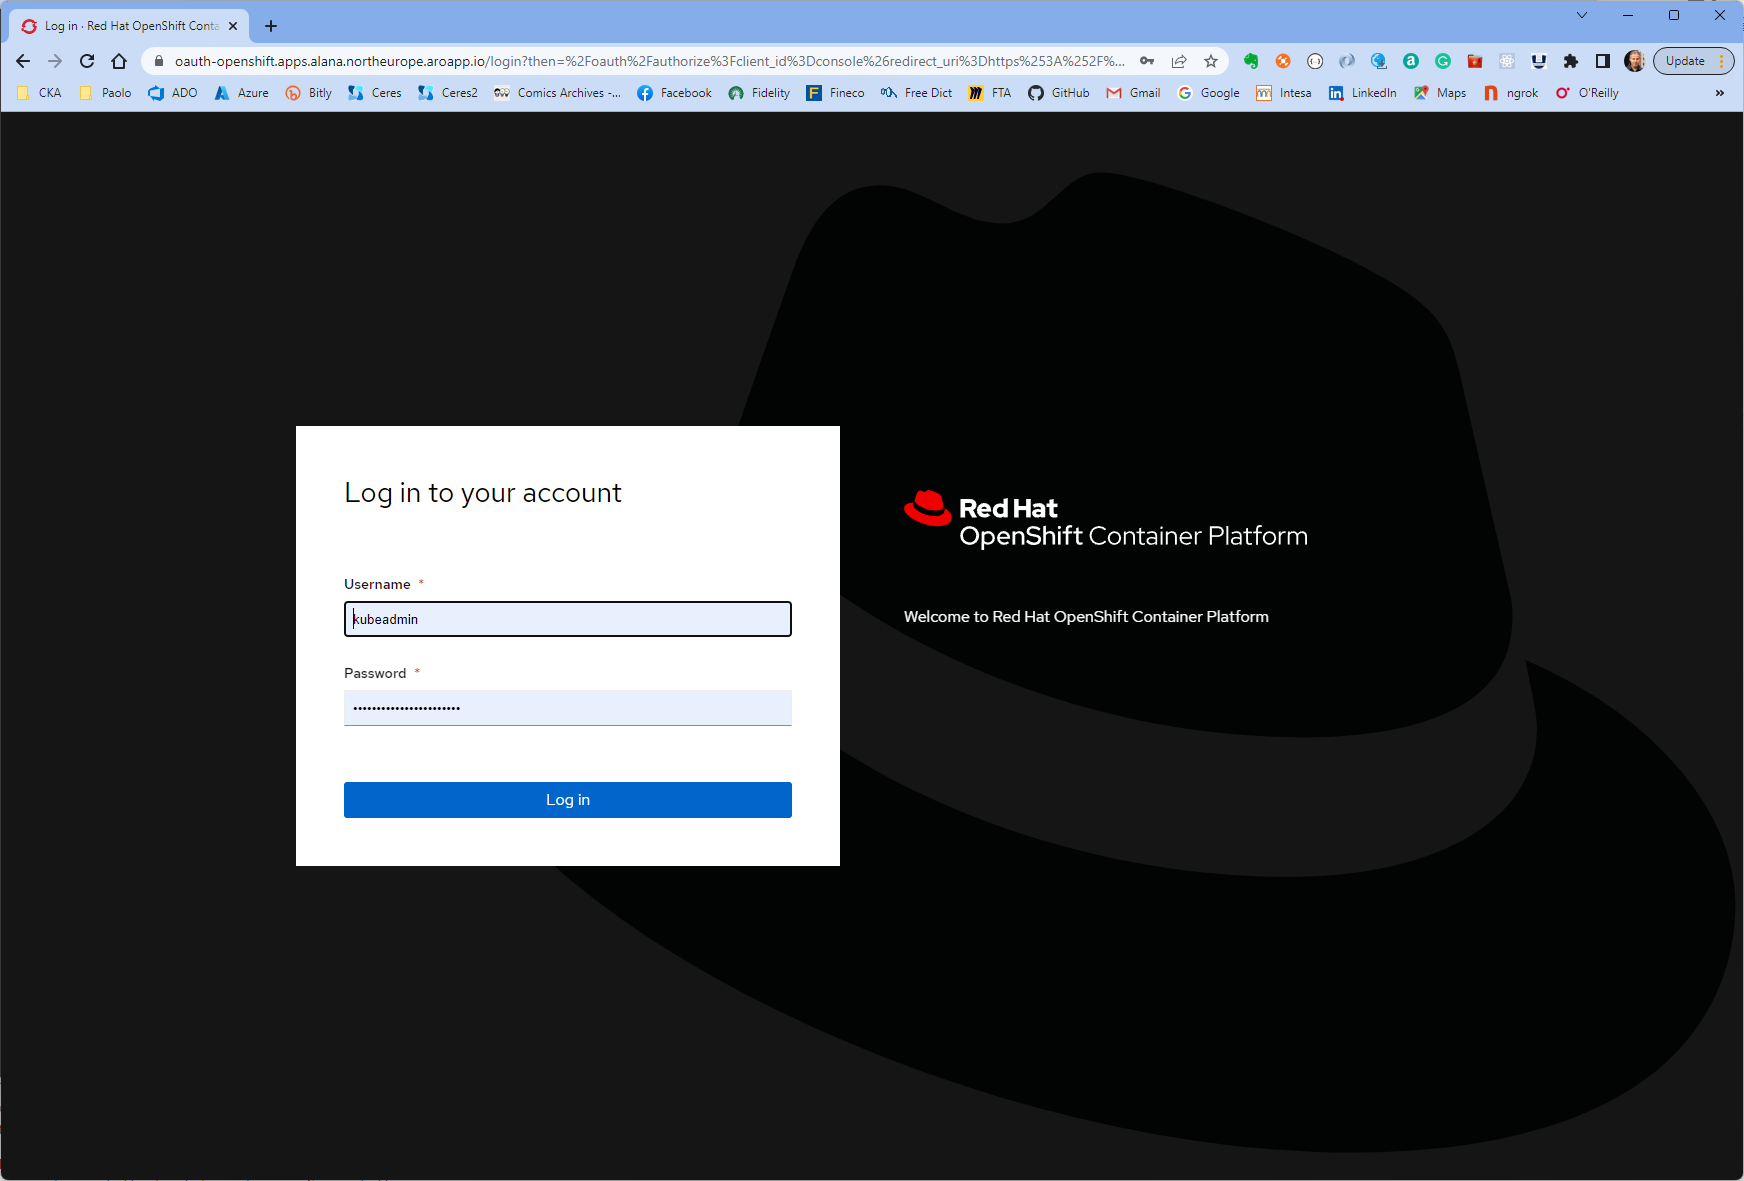 Log in · Red Hat OpenShift Conta
oauth-openshift.apps.alana.northeurope.aroapp.io/login?then=%2Foauth%2Fauthorize%3Fclient_id%3Dconsole%26redirect_uri%3Dhttps%253A%252F%...
Update
CKA Paolo ADO Azure Bitly Ceres Ceres2 Comics Archives -... Facebook Fidelity Fineco Free Dict FTA GitHub Gmail Google Intesa LinkedIn Maps ngrok O'Reilly »
Log in to your account
Username *
kubeadmin
Password *
•••••••••••••••••••••••
Log in
Red Hat
OpenShift Container Platform
Welcome to Red Hat OpenShift Container Platform